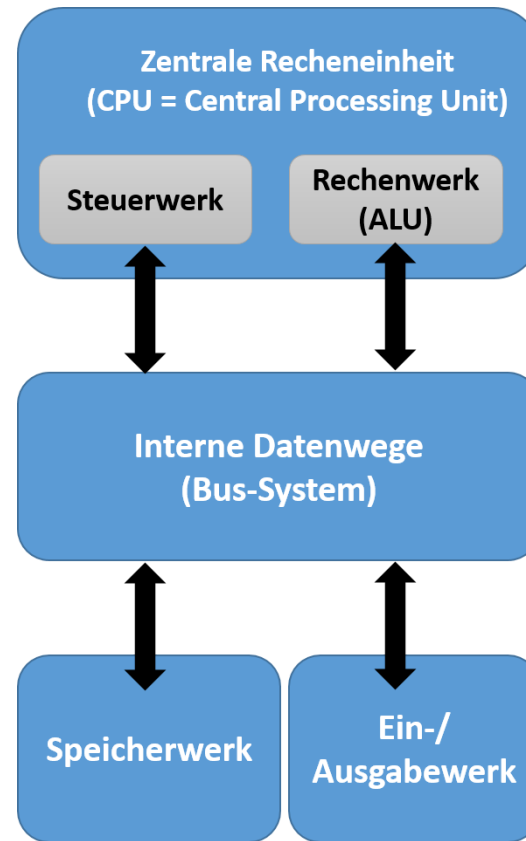 Zentrale Recheneinheit
(CPU = Central Processing Unit)
Steuerwerk
Rechenwerk
(ALU)
Interne Datenwege
(Bus-System)
Speicherwerk
Ein-/
Ausgabewerk